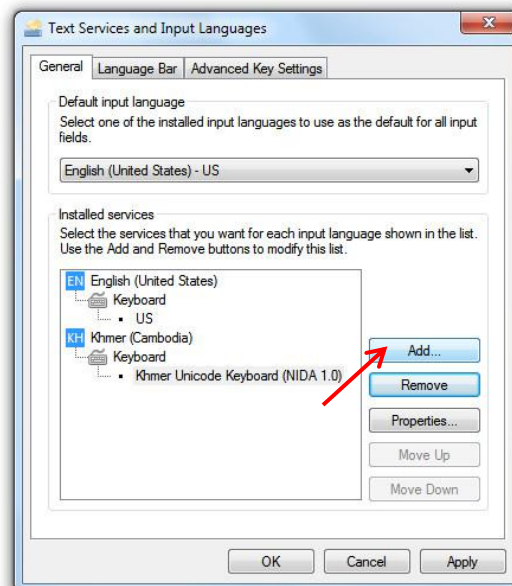 Text Services and Input Languages
General Language Bar Advanced Key Settings
Default input language
Select one of the installed input languages to use as the default for all input
fields.
English (United States) - US
Installed services
Select the services that you want for each input language shown in the list.
Use the Add and Remove buttons to modify this list.
EN English (United States)
Keyboard
US
KH Khmer (Cambodia)
Keyboard
Khmer Unicode Keyboard (NIDA 1.0)
Add...
Remove
Properties...
Move Up
Move Down
OK Cancel Apply